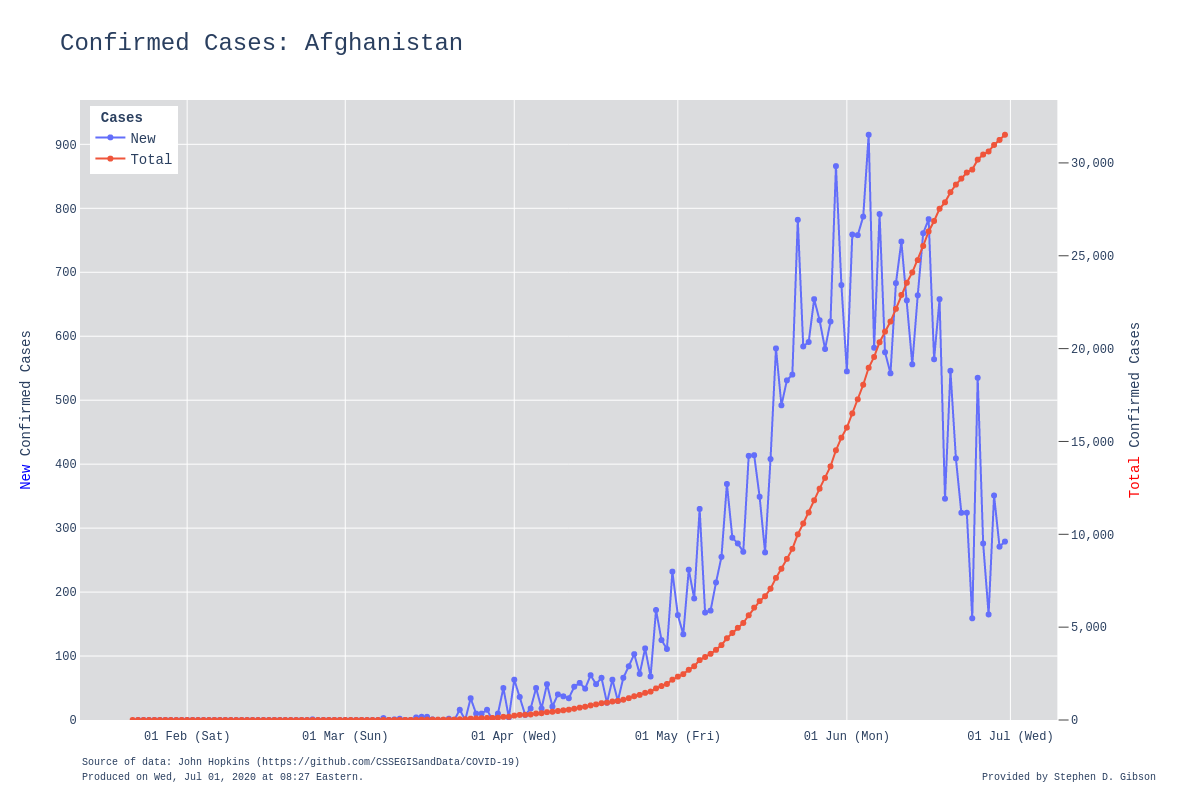 Confirmed Cases: Afghanistan
Cases
New
Total
900
800
700
600
500
400
300
200
100
0
New Confirmed Cases
30,000
25,000
20,000
15,000
10,000
5,000
0
Total Confirmed Cases
01 Feb (Sat) 01 Mar (Sun) 01 Apr (Wed) 01 May (Fri) 01 Jun (Mon) 01 Jul (Wed)
Source of data: John Hopkins (https://github.com/CSSEGISandData/COVID-19)
Produced on Wed, Jul 01, 2020 at 08:27 Eastern.
Provided by Stephen D. Gibson